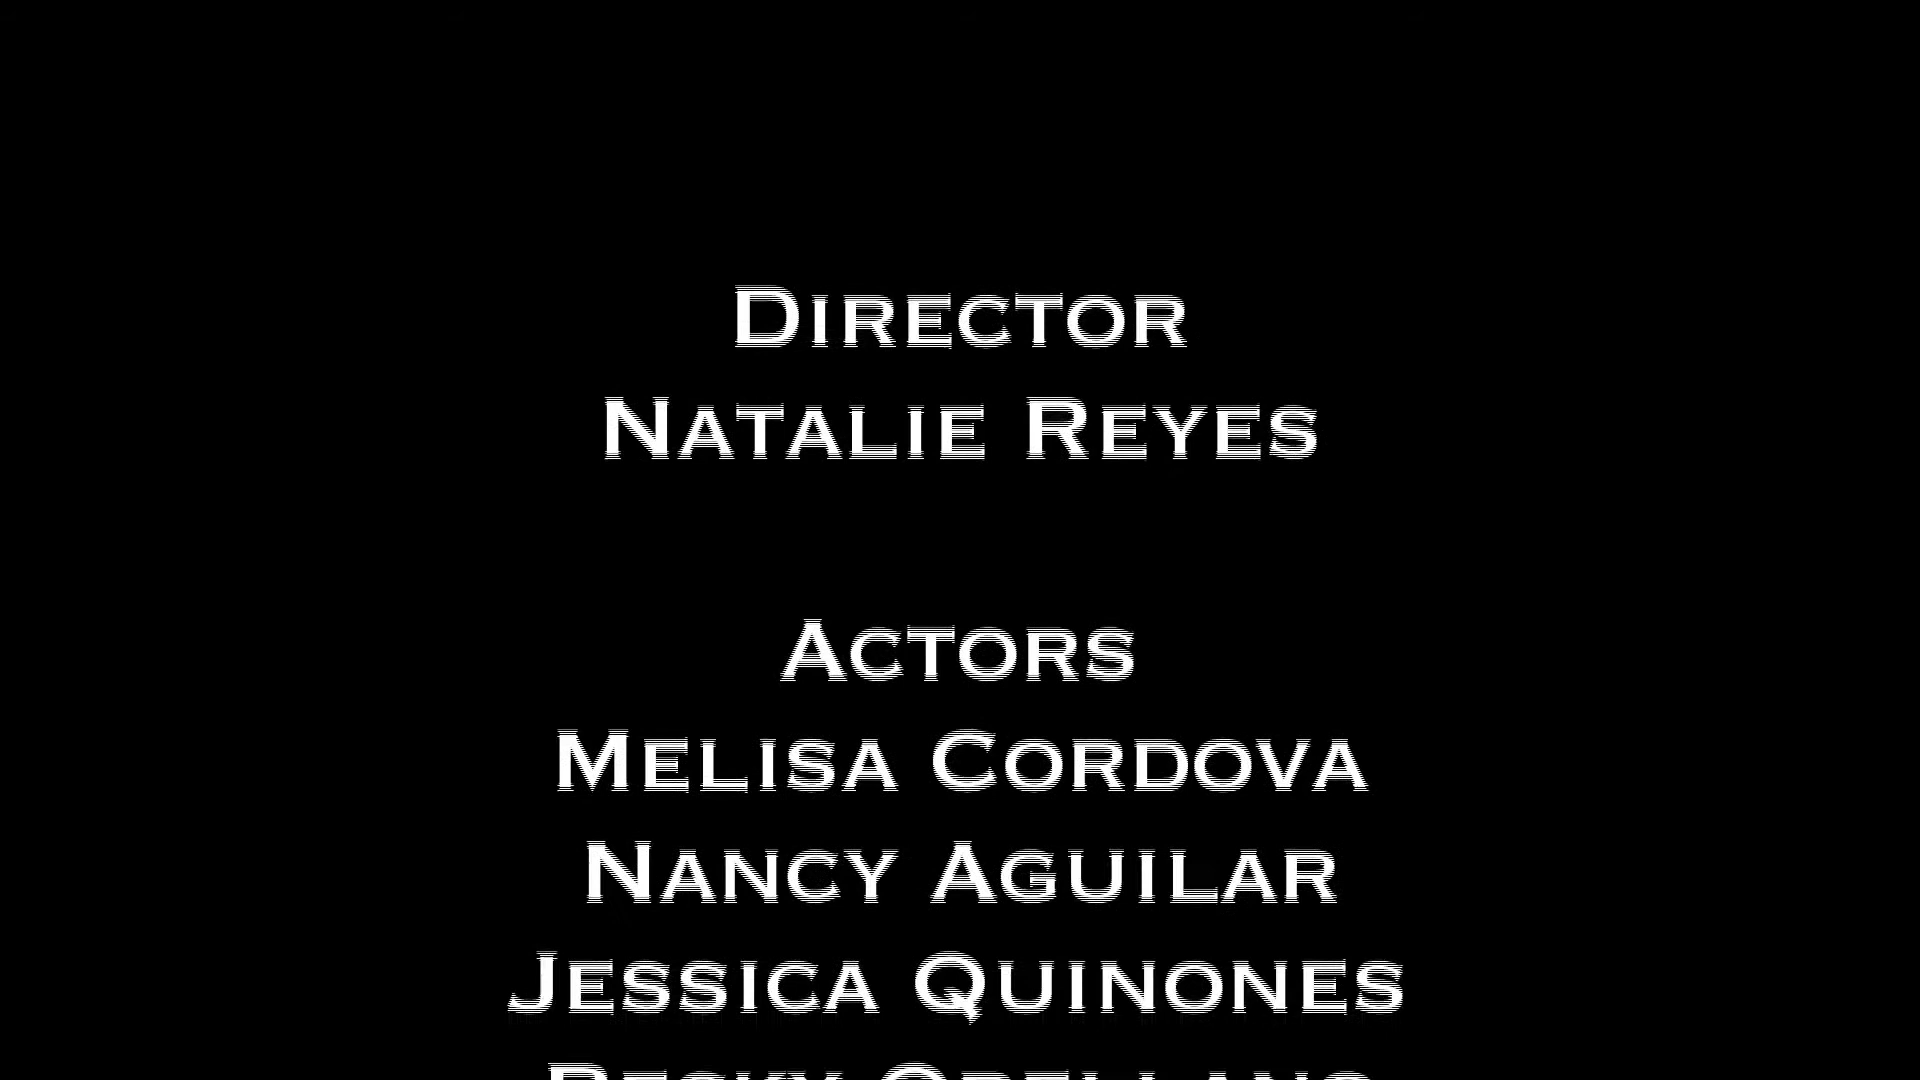 Director
Natalie Reyes
Actors
Melisa Cordova
Nancy Aguilar
Jessica Quinones